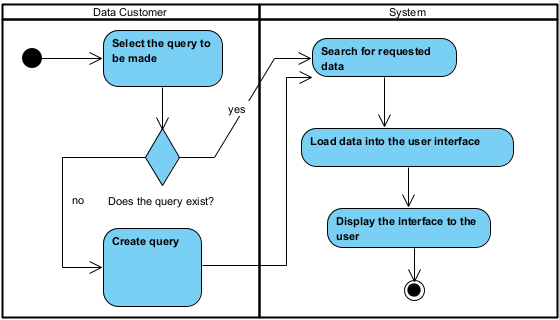 Data Customer
System
Select the query to
be made
Search for requested
data
yes
Load data into the user interface
no
Does the query exist?
Display the interface to the
user
Create query